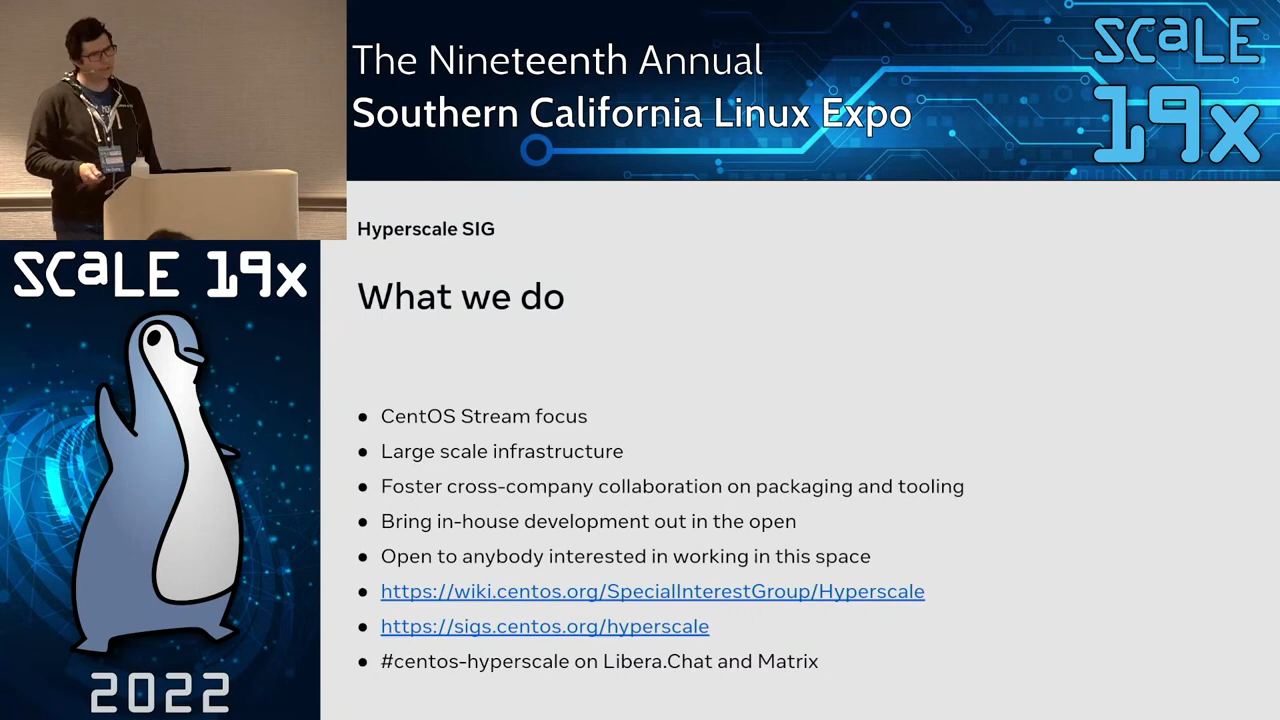 The Nineteenth Annual
Southern California Linux Expo
SCaLE
19x
Hyperscale SIG
What we do
● CentOS Stream focus
● Large scale infrastructure
● Foster cross-company collaboration on packaging and tooling
● Bring in-house development out in the open
● Open to anybody interested in working in this space
● https://wiki.centos.org/SpecialInterestGroup/Hyperscale
● https://sigs.centos.org/hyperscale
● #centos-hyperscale on Libera.Chat and Matrix
SCaLE 19x
2022